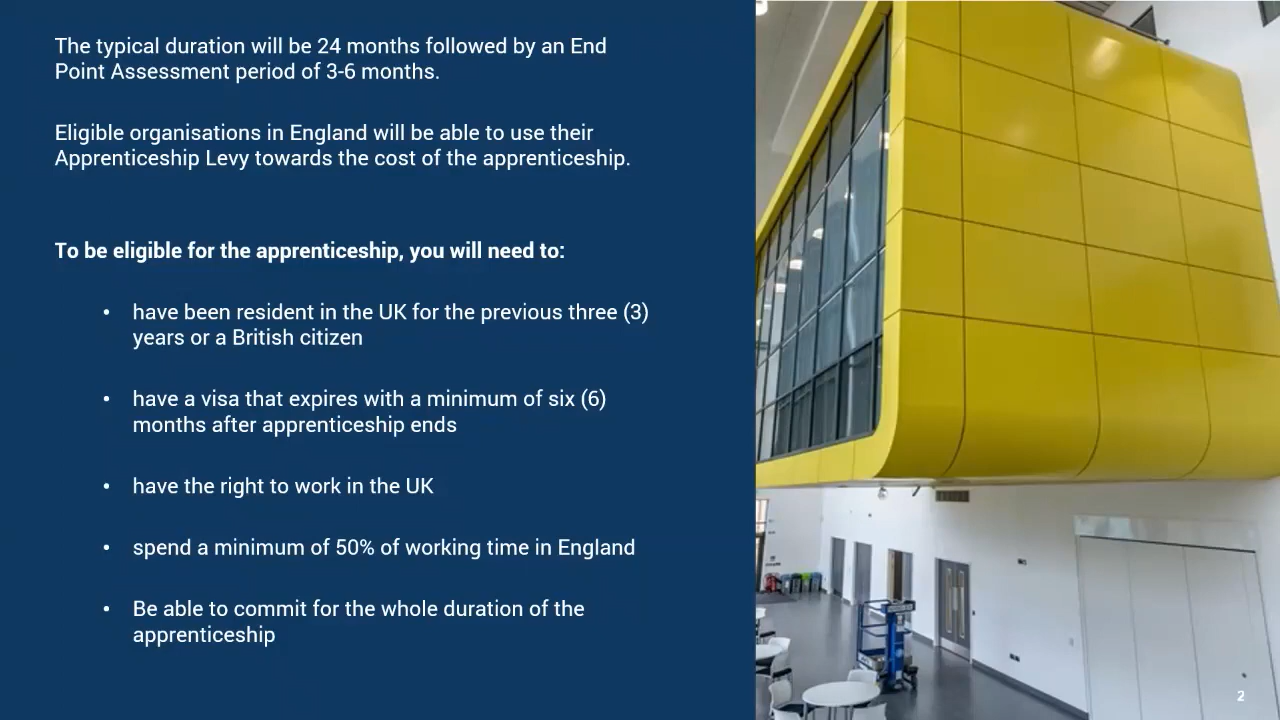 The typical duration will be 24 months followed by an End
Point Assessment period of 3-6 months.
Eligible organisations in England will be able to use their
Apprenticeship Levy towards the cost of the apprenticeship.
To be eligible for the apprenticeship, you will need to:
• have been resident in the UK for the previous three (3)
years or a British citizen
• have a visa that expires with a minimum of six (6)
months after apprenticeship ends
• have the right to work in the UK
• spend a minimum of 50% of working time in England
• Be able to commit for the whole duration of the
apprenticeship
2